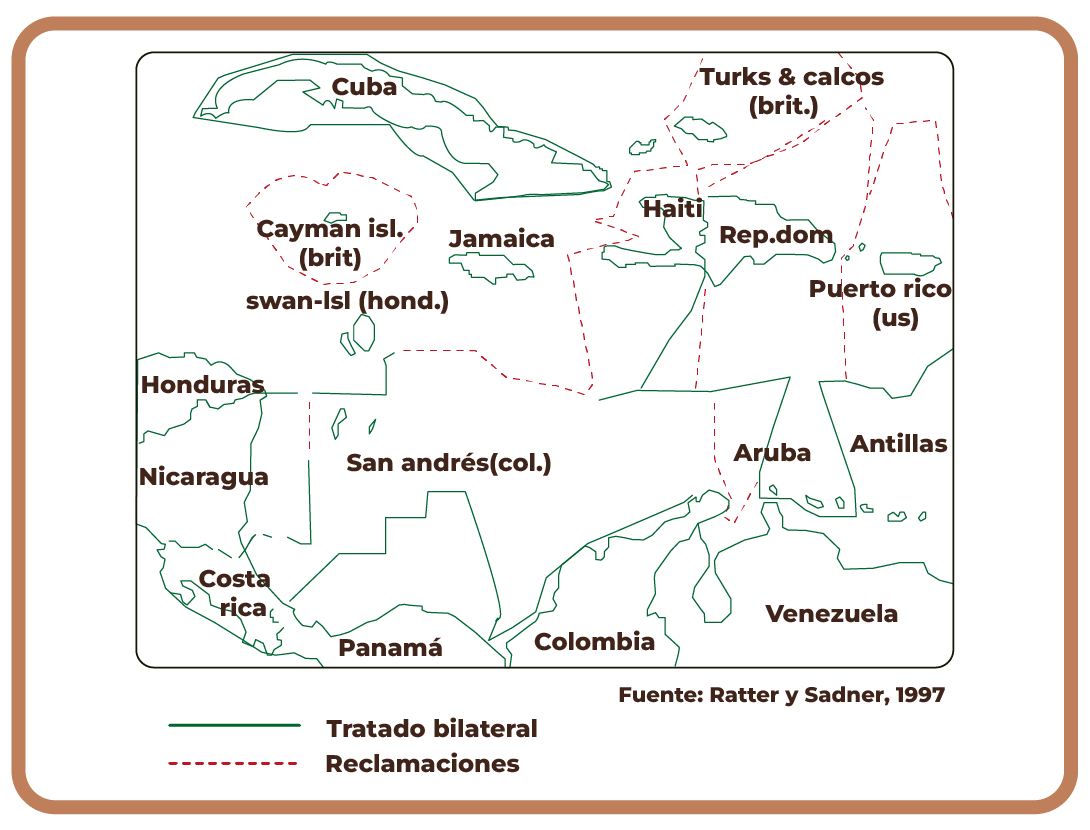 Turks & calcos
(brit.)
Cuba
Haiti
Rep.dom
Cayman isl.
(brit)
Jamaica
Puerto rico
(us)
swan-Isl (hond.)
Honduras
Aruba
Antillas
San andrés(col.)
Nicaragua
Costa
rica
Venezuela
Colombia
Panamá
Fuente: Ratter y Sadner, 1997
Tratado bilateral
Reclamaciones